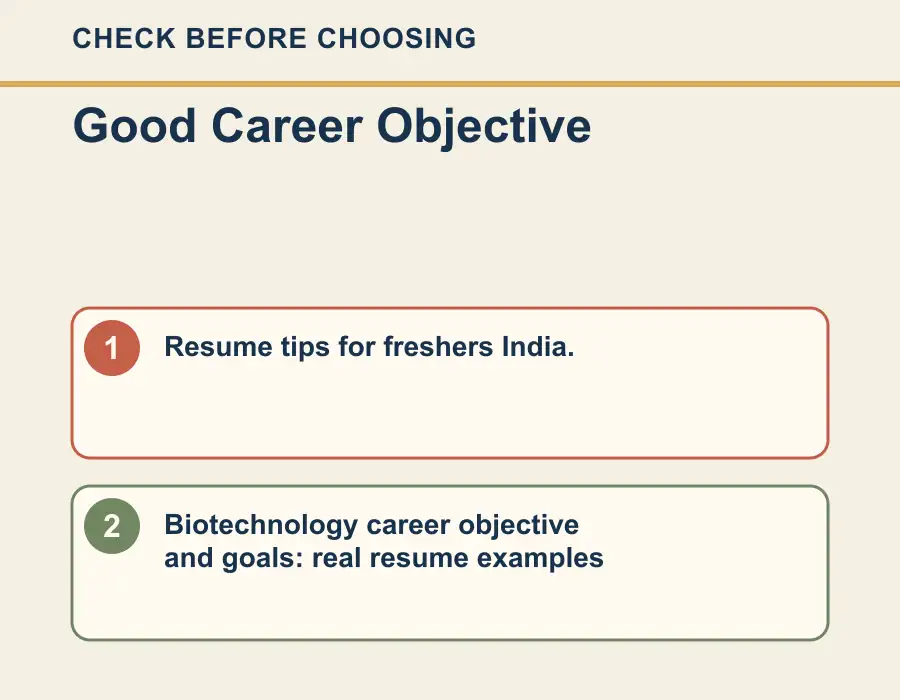 CHECK BEFORE CHOOSING
Good Career Objective
1
Resume tips for freshers India.
2
Biotechnology career objective
and goals: real resume examples